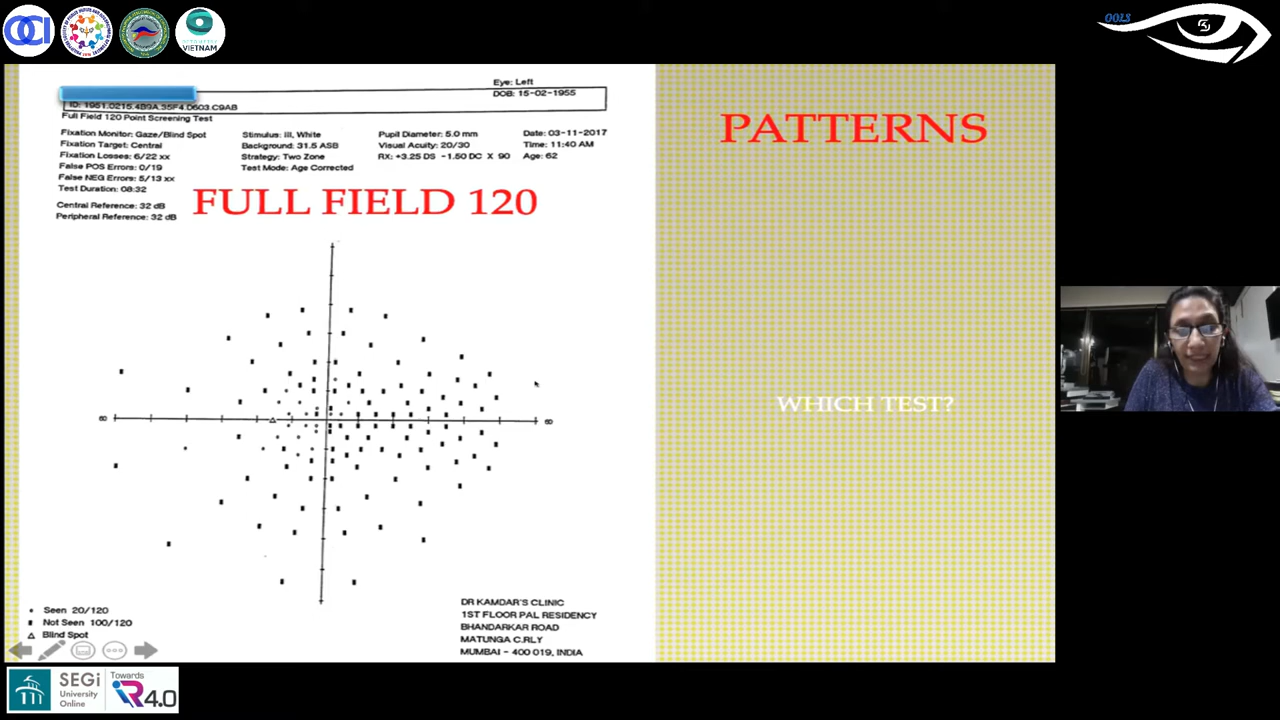 OCI
OPTOMETRY
VIETNAM
OOLS
Eye: Left
DOB: 15-02-1955
ID: 1951.0215.4B9A.35F4.0603.C9AB
Full Field 120 Point Screening Test
Fixation Monitor: Gaze/Blind Spot
Fixation Target: Central
Fixation Losses: 6/22 xx
False POS Errors: 0/19
False NEG Errors: 5/13 xx
Test Duration: 08:32
Central Reference: 32 dB
Peripheral Reference: 32 dB
Stimulus: III, White
Background: 31.5 ASB
Strategy: Two Zone
Test Mode: Age Corrected
Pupil Diameter: 5.0 mm
Visual Acuity: 20/30
RX: +3.25 DS -1.50 DC X 90
Date: 03-11-2017
Time: 11:40 AM
Age: 62
FULL FIELD 120
60
60
Seen 20/120
Not Seen 100/120
Blind Spot
DR KAMDAR'S CLINIC
1ST FLOOR PAL RESIDENCY
BHANDARKAR ROAD
MATUNGA C.RLY
MUMBAI - 400 019, INDIA
PATTERNS
WHICH TEST?
SEGi
University
Online
Towards
iR4.0